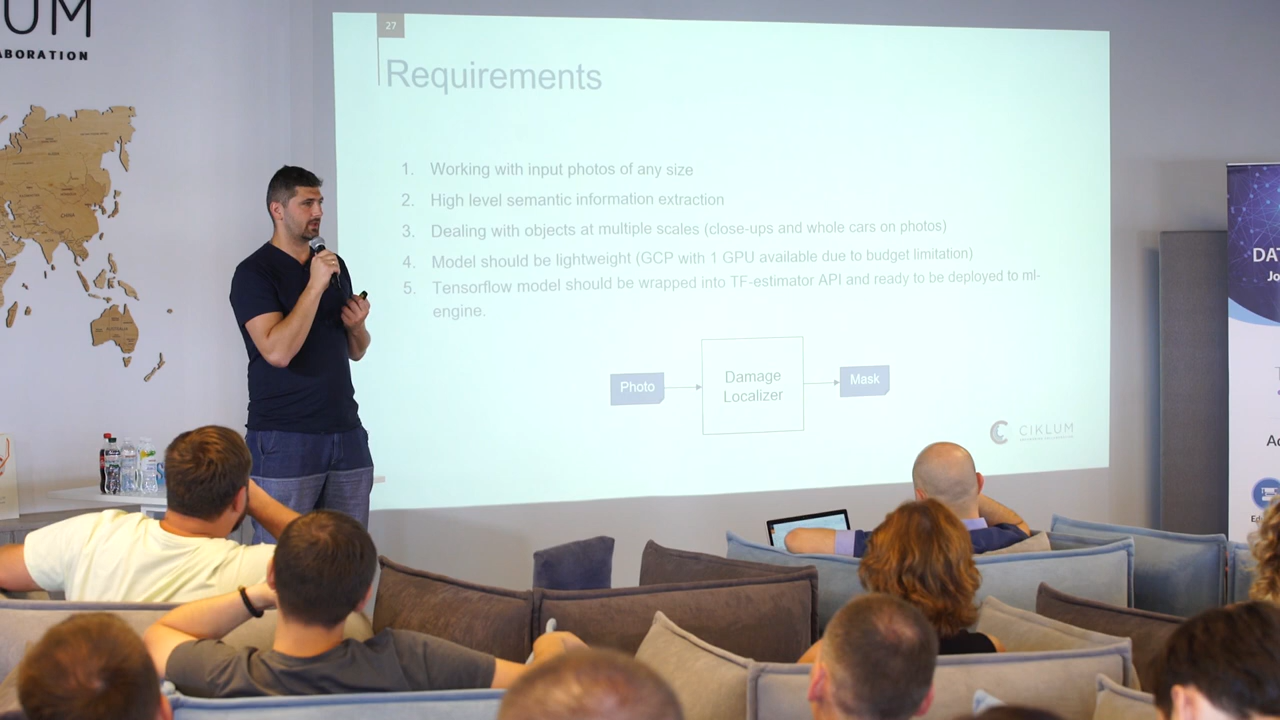 UM
ABORATION
27
Requirements
1. Working with input photos of any size
2. High level semantic information extraction
3. Dealing with objects at multiple scales (close-ups and whole cars on photos)
4. Model should be lightweight (GCP with 1 GPU available due to budget limitation)
5. Tensorflow model should be wrapped into TF-estimator API and ready to be deployed to ml-
engine.
Photo
Damage
Localizer
Mask
CIKLUM
CHINA
AUSTRALIA
DAT
Jo